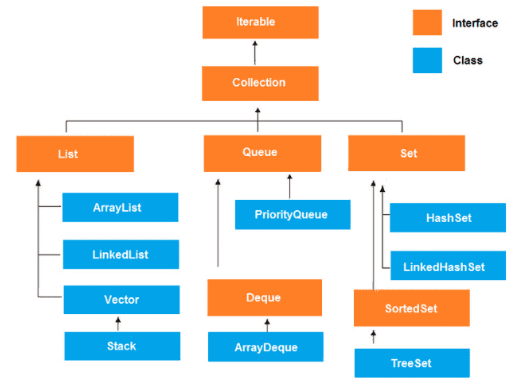 Iterable
Interface
Class
Collection
List
Queue
Set
ArrayList
PriorityQueue
HashSet
LinkedList
LinkedHashSet
Vector
Deque
SortedSet
Stack
ArrayDeque
TreeSet